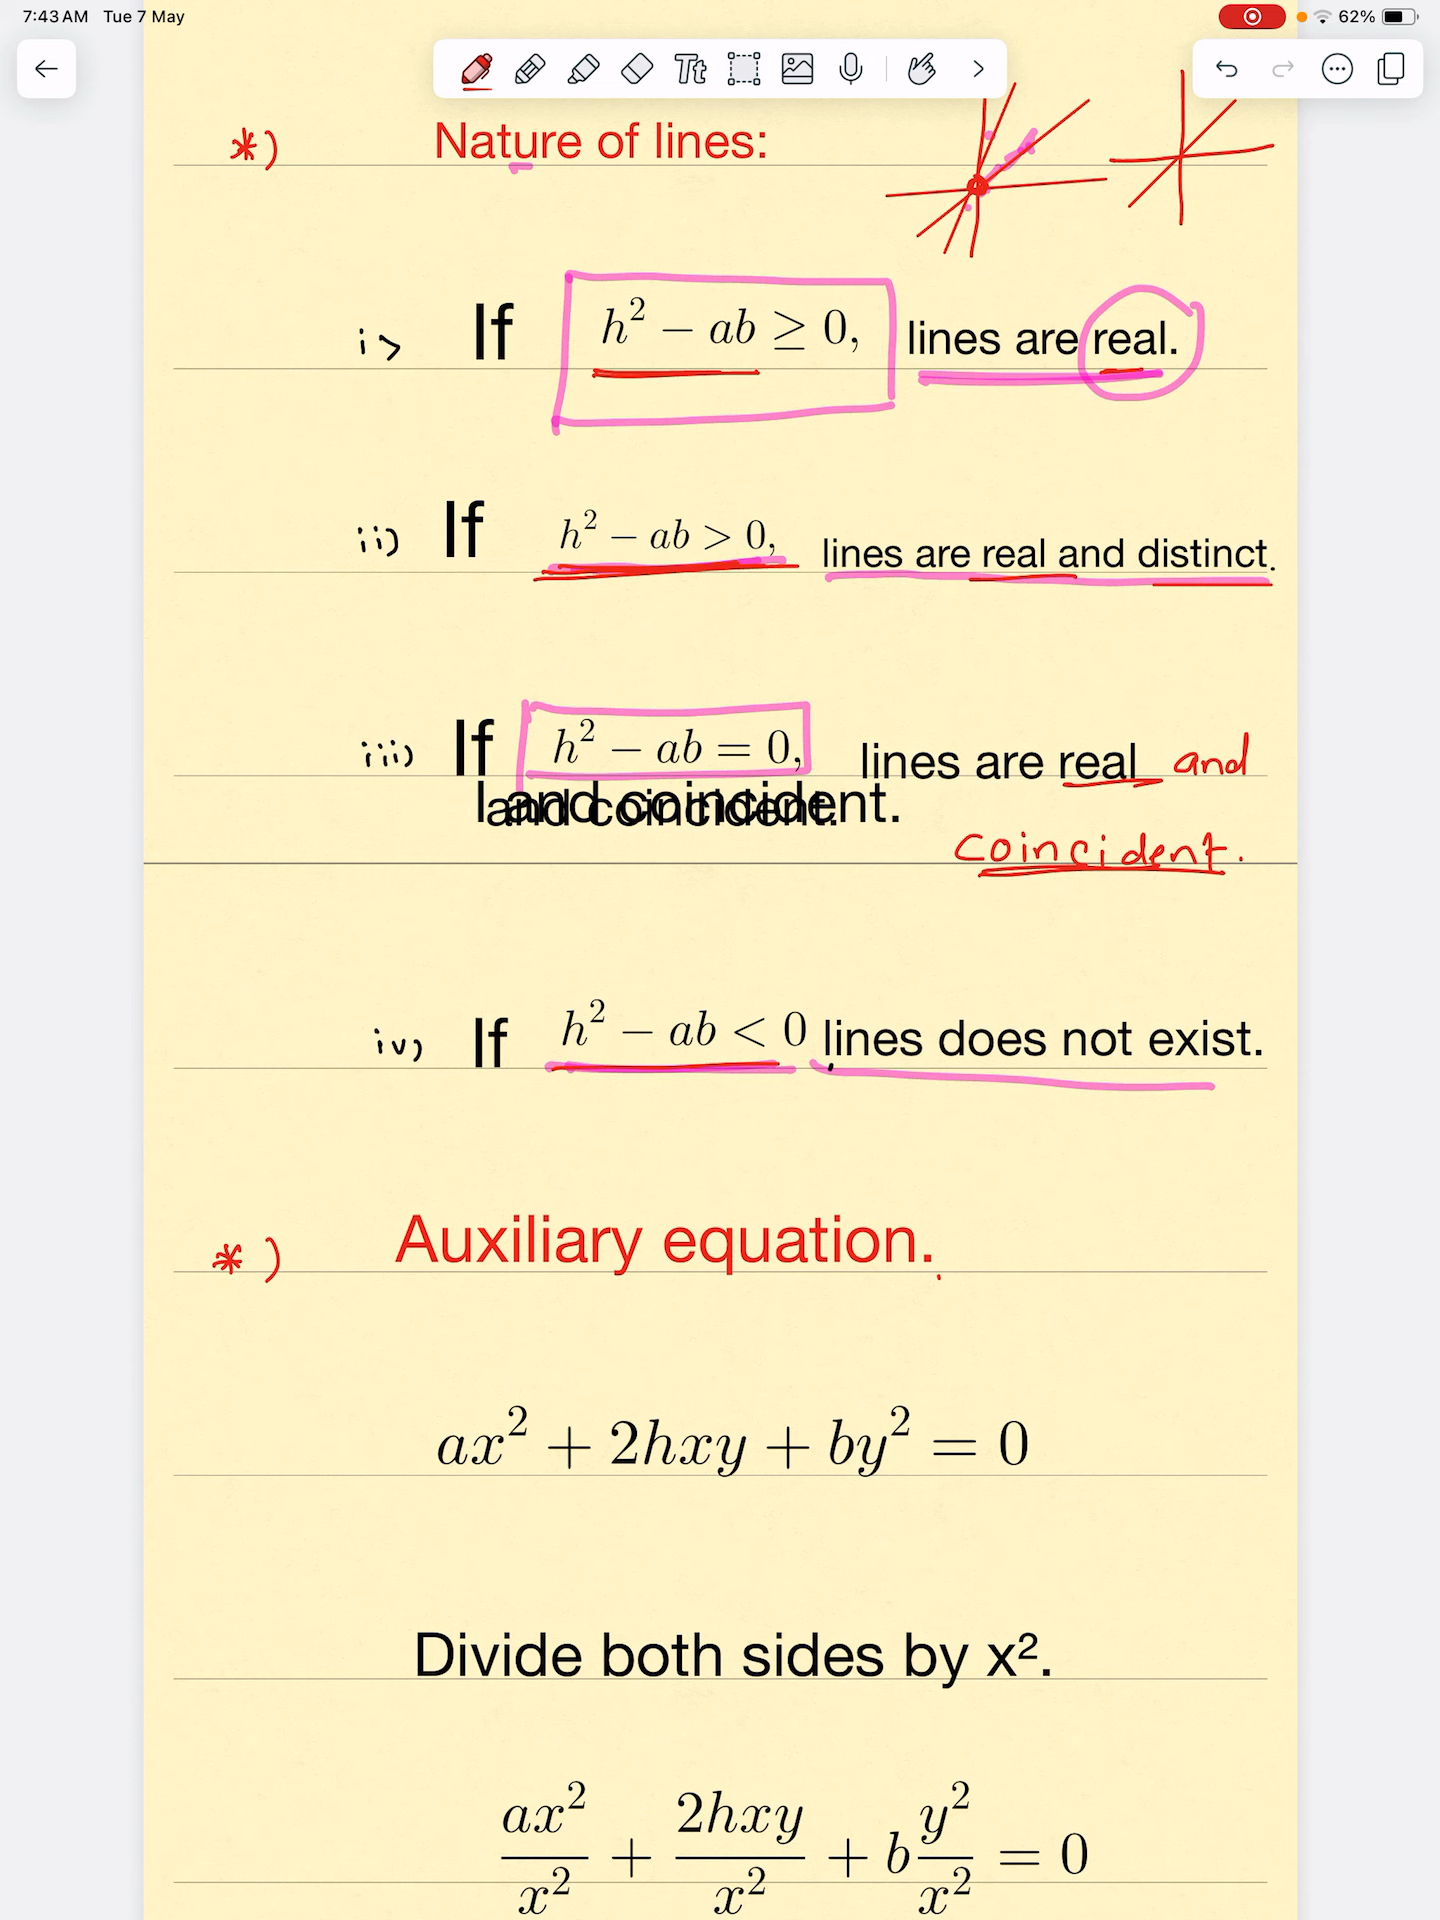 7:43 AM Tue 7 May
62%
Tt
*) Nature of lines:
i> If h² − ab ≥ 0, lines are real.
ii) If h² − ab > 0, lines are real and distinct.
iii) If h² − ab = 0, lines are real and
and coincident.
coincident.
iv) If h² − ab < 0 lines does not exist.
*) Auxiliary equation.
ax² + 2hxy + by² = 0
Divide both sides by x².
ax²/x² + 2hxy/x² + b y²/x² = 0